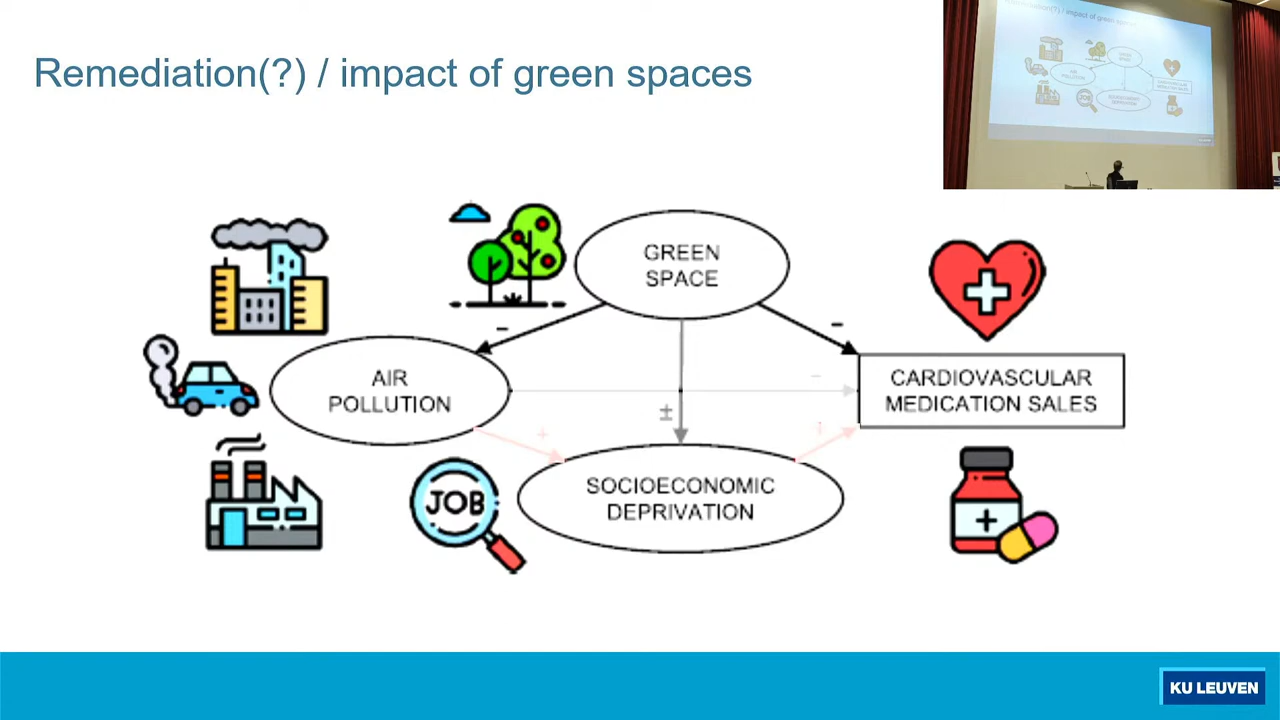 Remediation(?) / impact of green spaces
GREEN
SPACE
−
−
AIR
POLLUTION
−
CARDIOVASCULAR
MEDICATION SALES
±
+
+
JOB
SOCIOECONOMIC
DEPRIVATION
KU LEUVEN